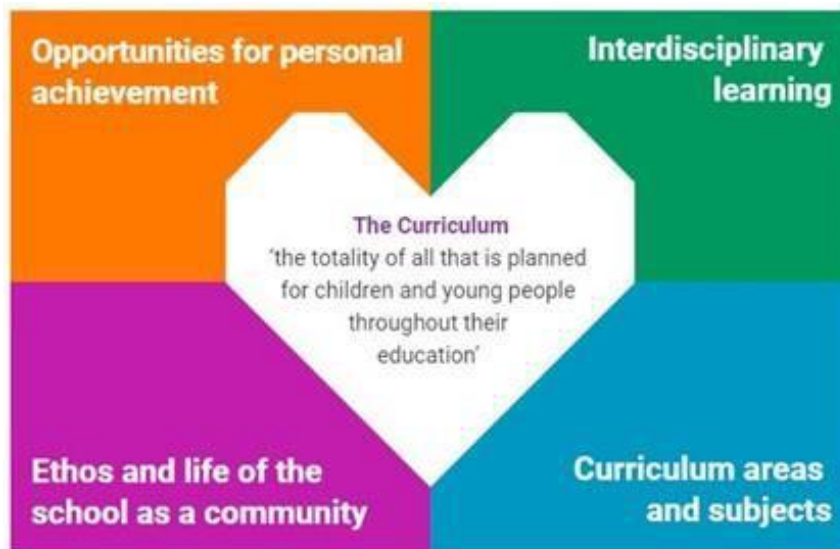 Opportunities for personal
achievement
Interdisciplinary
learning
The Curriculum
'the totality of all that is planned
for children and young people
throughout their
education'
Ethos and life of the
school as a community
Curriculum areas
and subjects